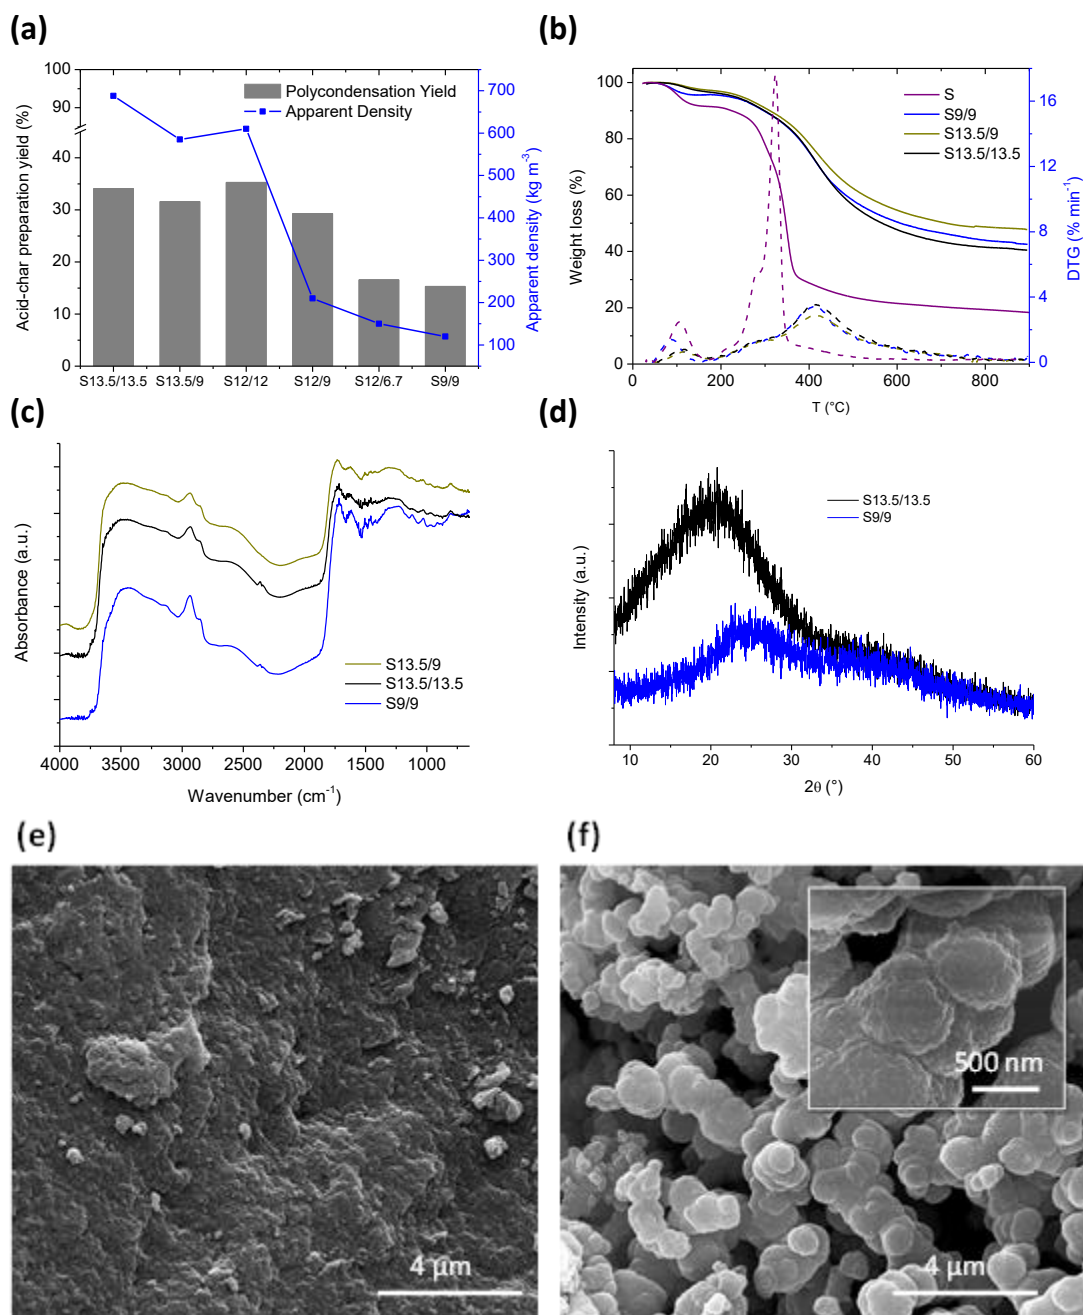 (a)
100
90
40
30
20
10
0
Acid-char preparation yield (%)
Polycondensation Yield
Apparent Density
700
600
500
400
300
200
100
Apparent density (kg m-3)
S13.5/13.5 S13.5/9 S12/12 S12/9 S12/6.7 S9/9
(b)
100
80
60
40
20
0
Weight loss (%)
S
S9/9
S13.5/9
S13.5/13.5
16
12
8
4
0
DTG (% min-1)
0 200 400 600 800
T (°C)
(c)
Absorbance (a.u.)
S13.5/9
S13.5/13.5
S9/9
4000 3500 3000 2500 2000 1500 1000
Wavenumber (cm-1)
(d)
Intensity (a.u.)
S13.5/13.5
S9/9
10 20 30 40 50 60
2θ (°)
(e)
4 µm
(f)
500 nm
4 µm